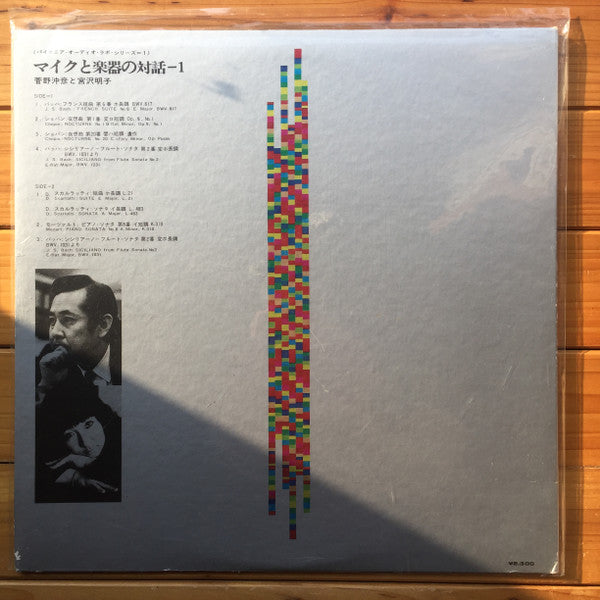 (パイオニア・オーディオ・ラボ・シリーズ=1)
マイクと楽器の対話−1
菅野沖彦と宮沢明子
SIDE-1
1. バッハ:フランス組曲 第6番 ホ長調 BWV.817
J. S. Bach: FRENCH SUITE No.6 E Major, BWV.817
2. ショパン:夜想曲 第1番 変ロ短調 Op.9, No.1
Chopin: NOCTURNE No.1 B flat Minor, Op.9, No.1
3. ショパン:夜想曲 第20番 嬰ハ短調 遺作
Chopin: NOCTURNE No.20 C sharp Minor, Op. Posth
4. バッハ:シシリアーノ-フルート・ソナタ 第2番 変ホ長調
BWV. 1031より
J. S. Bach: SICILIANO from Flute Sonata No.2
E-flat Major, BWV. 1031
SIDE-2
1. D. スカルラッティ:組曲 ホ長調 L.21
D. Scarlatti: SUITE E. Major, L.21
D. スカルラッティ:ソナタ イ長調 L.483
D. Scarlatti: SONATA A. Major, L.483
2. モーツァルト:ピアノ・ソナタ 第8番 イ短調 K.310
Mozart: PIANO SONATA No.8 A Minor, K.310
3. バッハ:シシリアーノ-フルート・ソナタ 第2番 変ホ長調
BWV. 1031より
J. S. Bach: SICILIANO from Flute Sonata No.2
E-flat Major, BWV. 1031
¥2,500